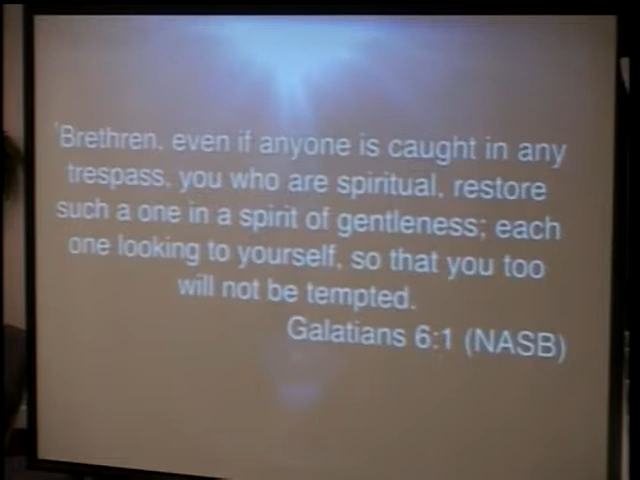 'Brethren, even if anyone is caught in any
trespass, you who are spiritual, restore
such a one in a spirit of gentleness; each
one looking to yourself, so that you too
will not be tempted.
Galatians 6:1 (NASB)